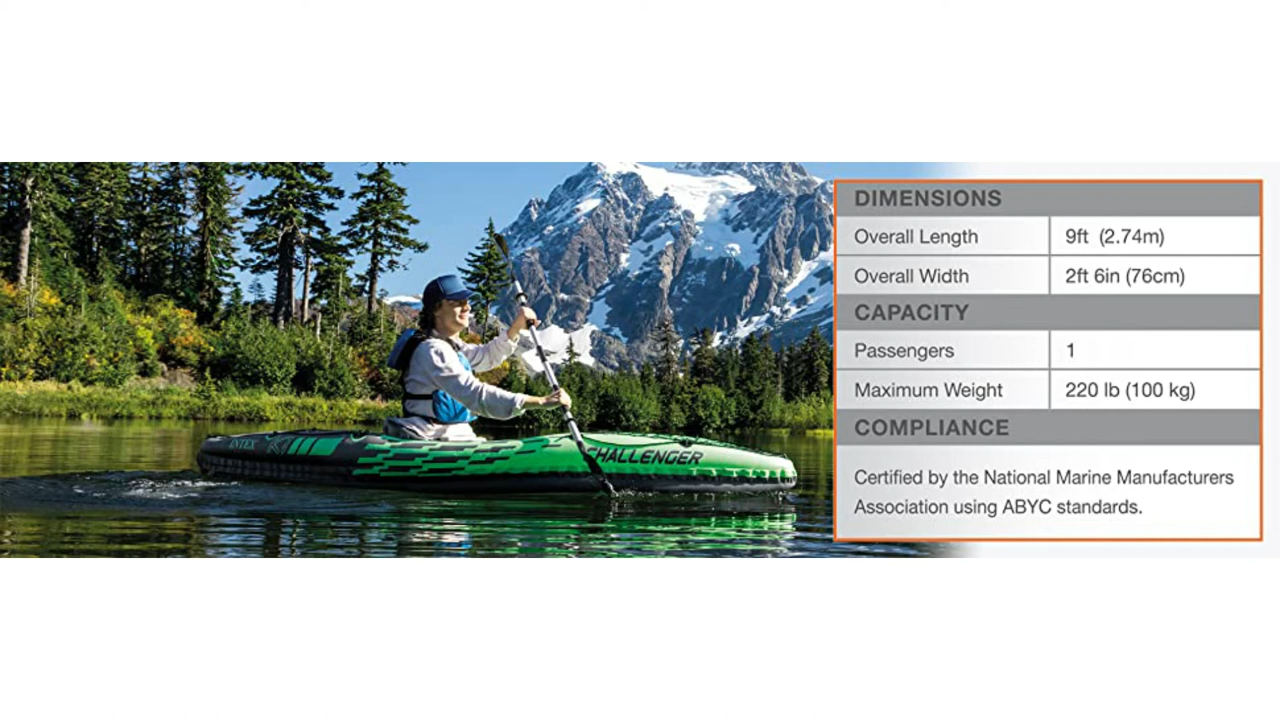 INTEX K1
CHALLENGER
DIMENSIONS
Overall Length 9ft (2.74m)
Overall Width 2ft 6in (76cm)
CAPACITY
Passengers 1
Maximum Weight 220 lb (100 kg)
COMPLIANCE
Certified by the National Marine Manufacturers
Association using ABYC standards.